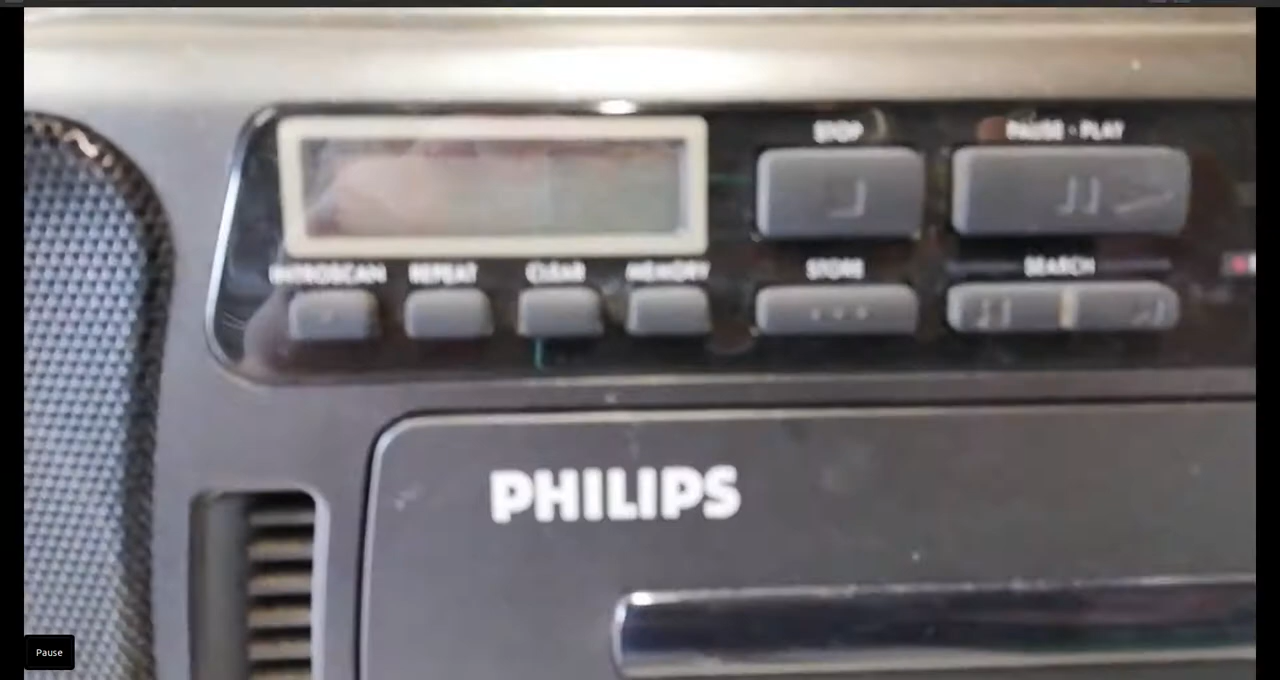 STOP PAUSE • PLAY
INTROSCAN REPEAT CLEAR MEMORY STORE SEARCH
PHILIPS
Pause